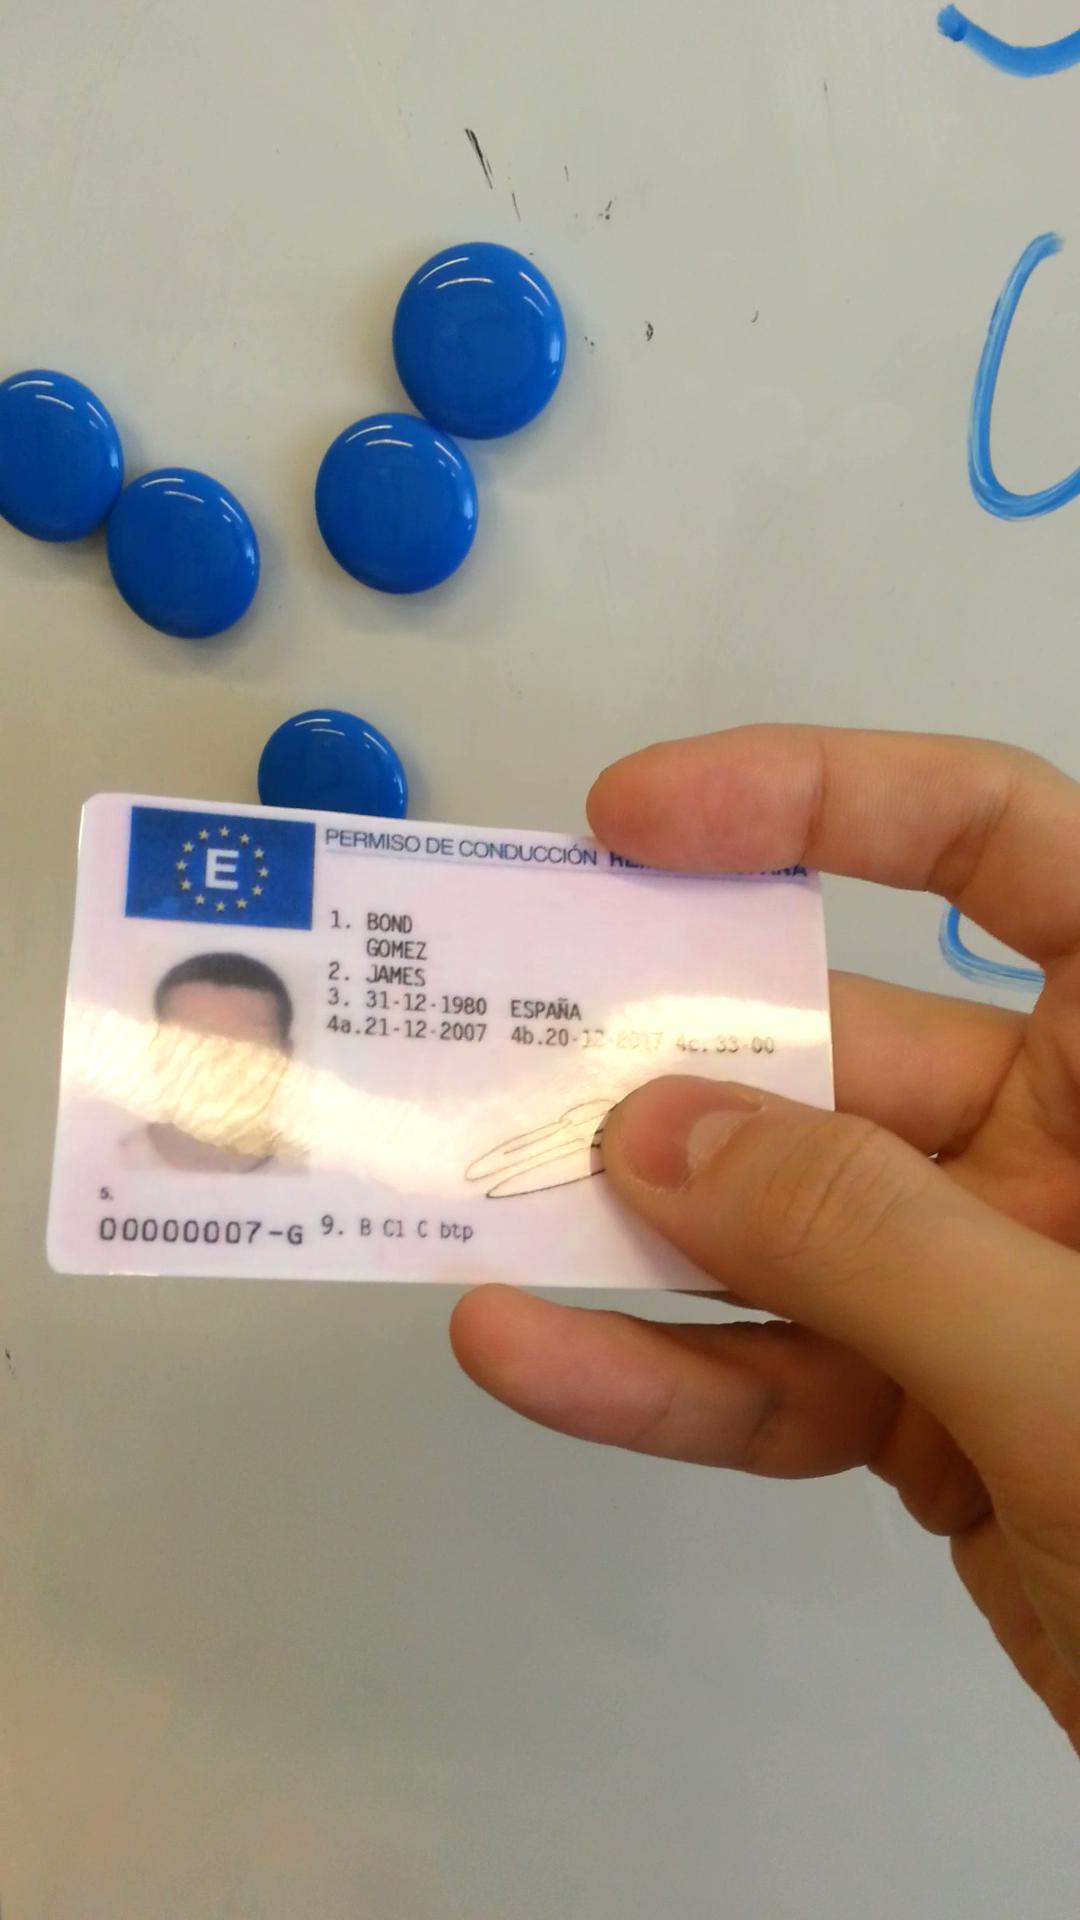 E
PERMISO DE CONDUCCIÓN
1. BOND
GOMEZ
2. JAMES
3. 31-12-1980 ESPAÑA
4a.21-12-2007 4b.20-12-2017 4c.33-00
5.
00000007-G 9. B C1 C btp